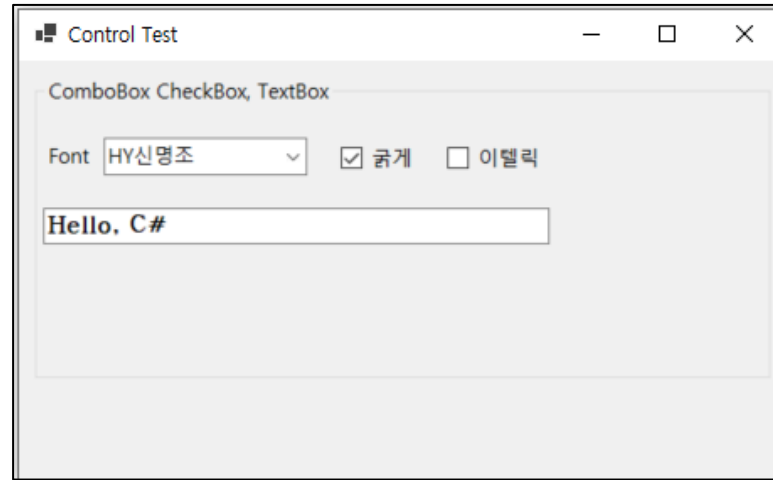 Control Test
ComboBox CheckBox, TextBox
Font HY신명조 굵게 이텔릭
Hello, C#